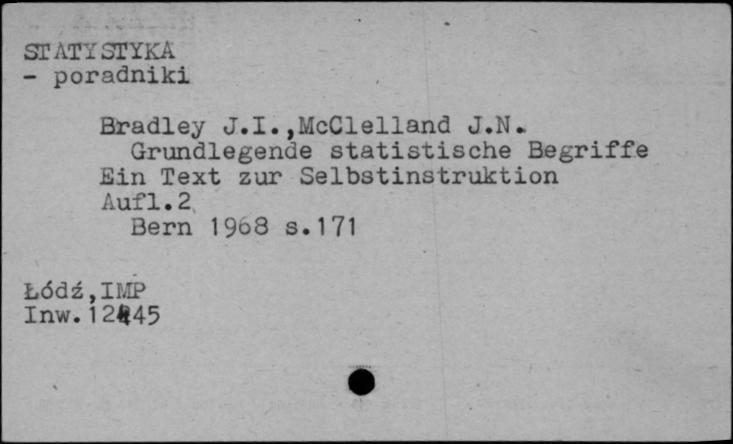 STATYSTYKA
- poradniki
Bradley J.I.,McClelland J.N.
Grundlegende statistische Begriffe
Ein Text zur Selbstinstruktion
Aufl.2
Bern 1968 s.171
Łódź,IMP
Inw.12445